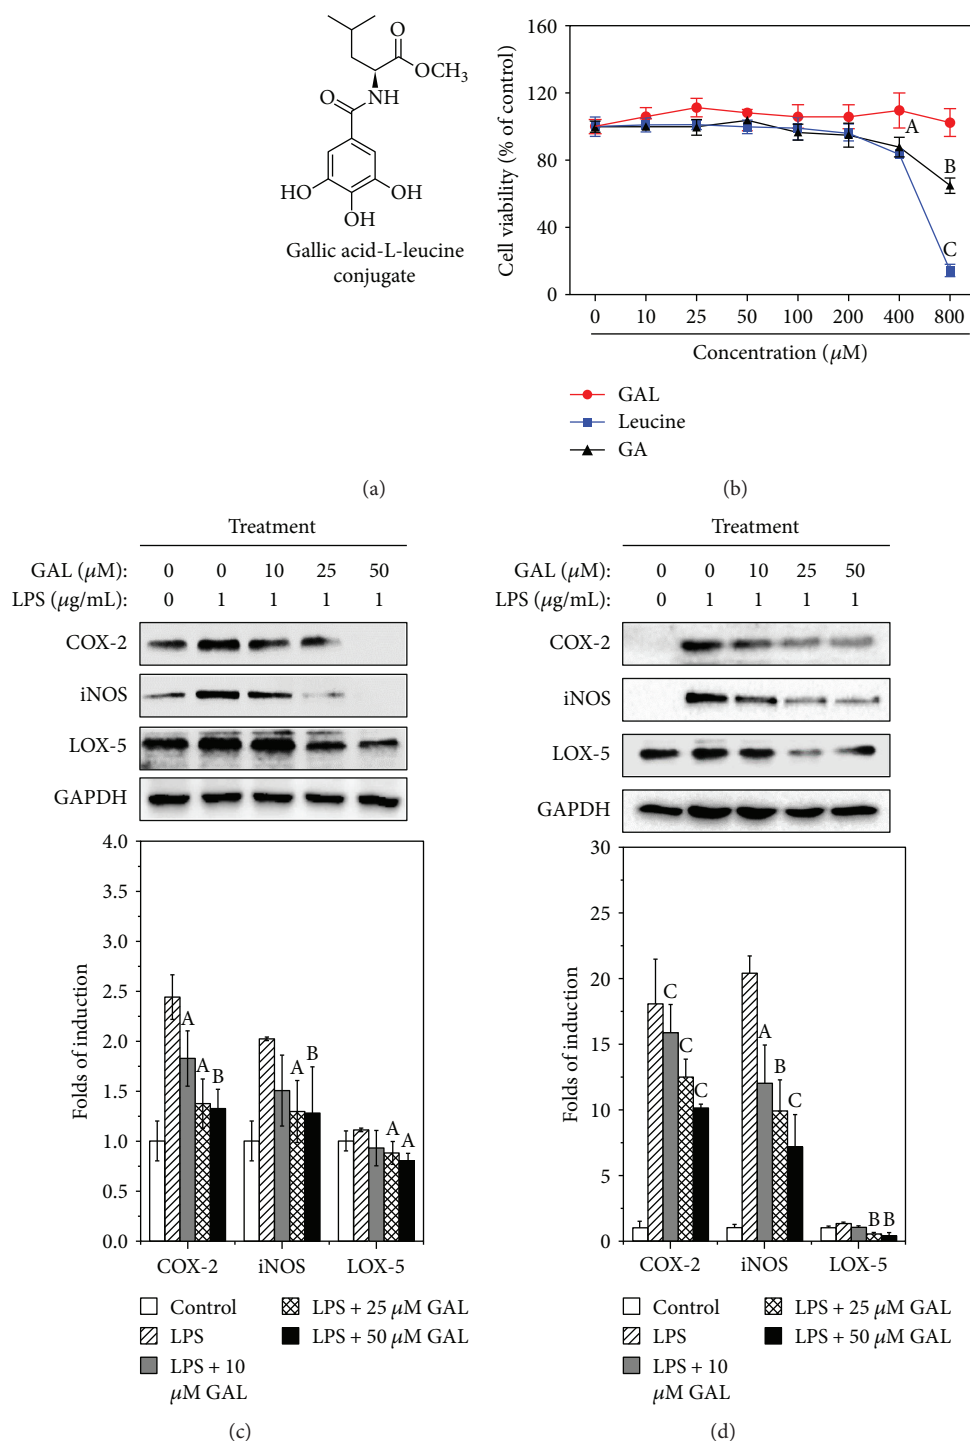 O
OCH3
O
NH
HO
OH
OH
Gallic acid-L-leucine
conjugate
(a)
Cell viability (% of control)
160
120
80
40
0
A
B
C
0 10 25 50 100 200 400 800
Concentration (μM)
GAL
Leucine
GA
(b)
Treatment
GAL (μM): 0 0 10 25 50
LPS (μg/mL): 0 1 1 1 1
COX-2
iNOS
LOX-5
GAPDH
Folds of induction
4.0
3.5
3.0
2.5
2.0
1.5
1.0
0.5
0.0
A A B
A B
A A
COX-2 iNOS LOX-5
Control
LPS
LPS + 10
μM GAL
LPS + 25 μM GAL
LPS + 50 μM GAL
(c)
Treatment
GAL (μM): 0 0 10 25 50
LPS (μg/mL): 0 1 1 1 1
COX-2
iNOS
LOX-5
GAPDH
Folds of induction
30
25
20
15
10
5
0
C C C
A B C
B B
COX-2 iNOS LOX-5
Control
LPS
LPS + 10
μM GAL
LPS + 25 μM GAL
LPS + 50 μM GAL
(d)